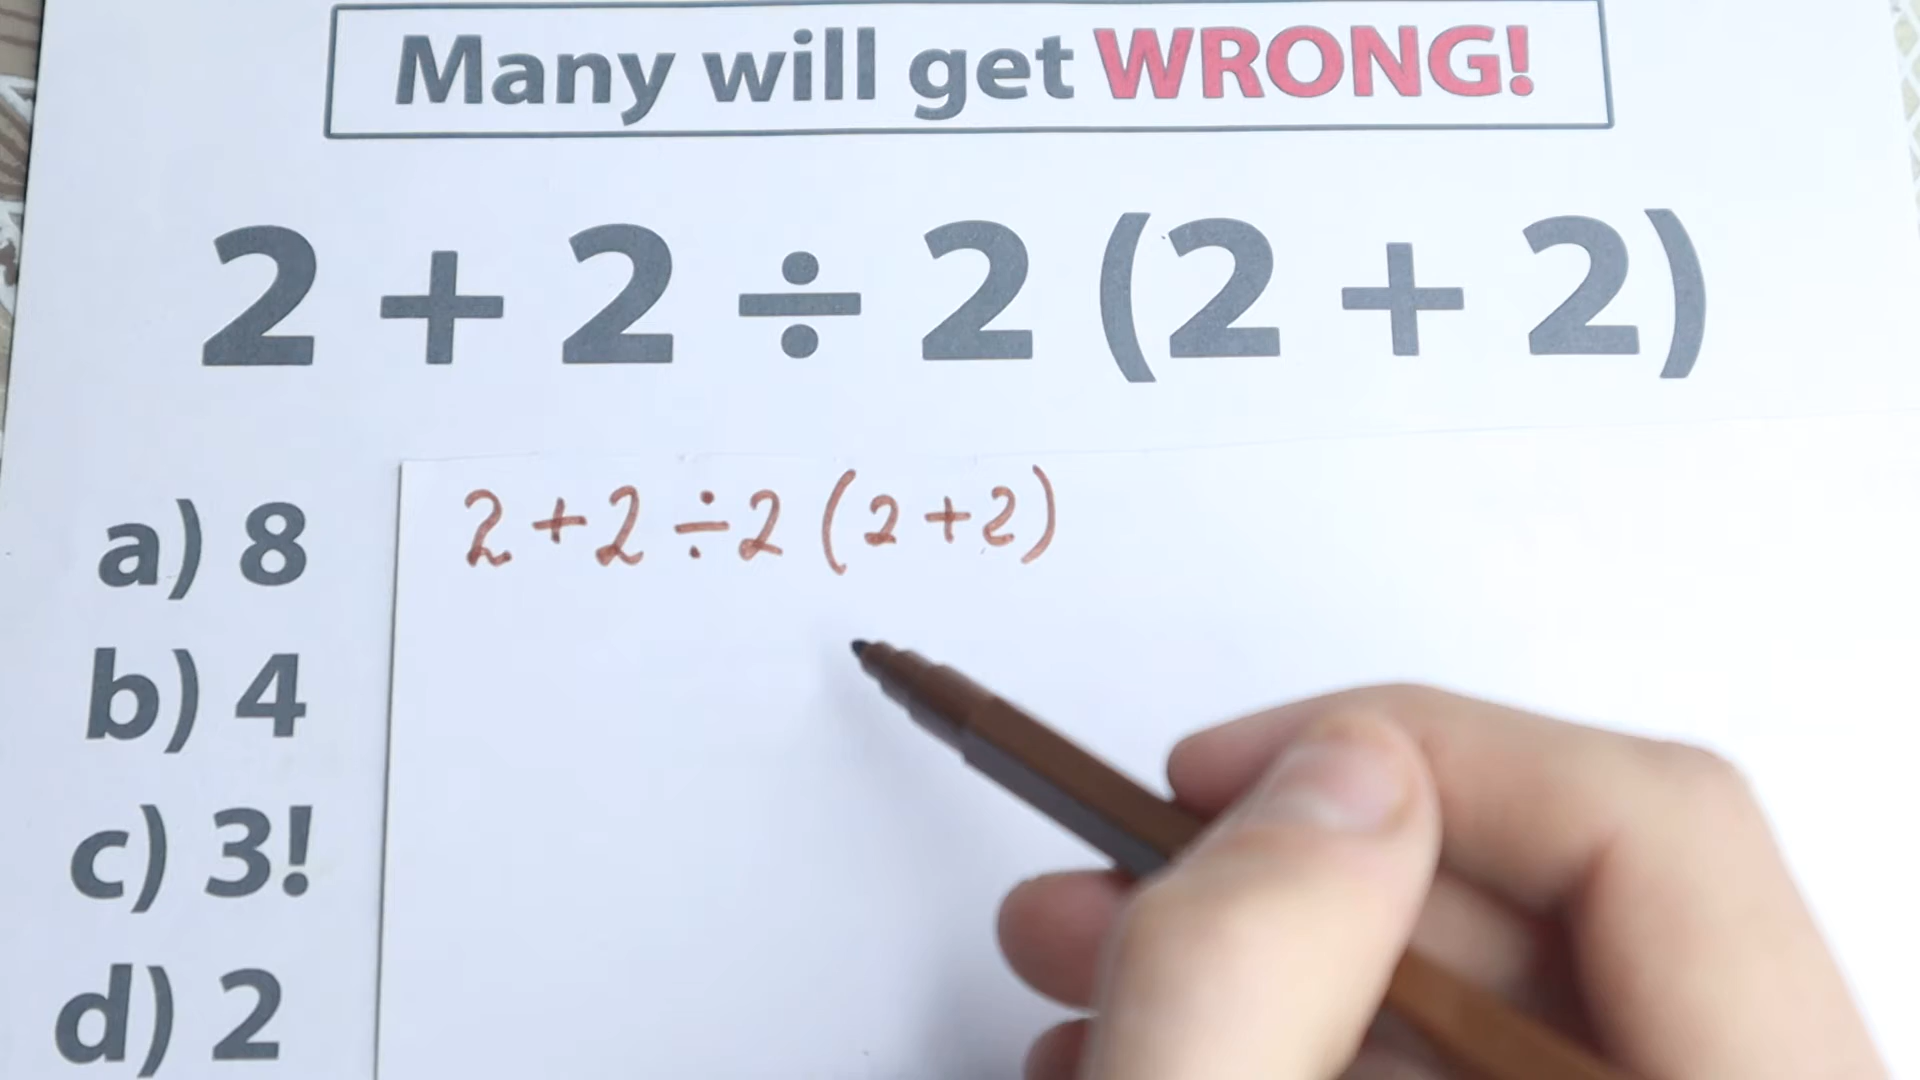 Many will get WRONG!
2 + 2 ÷ 2 (2 + 2)
2 + 2 ÷ 2 (2 + 2)
a) 8
b) 4
c) 3!
d) 2